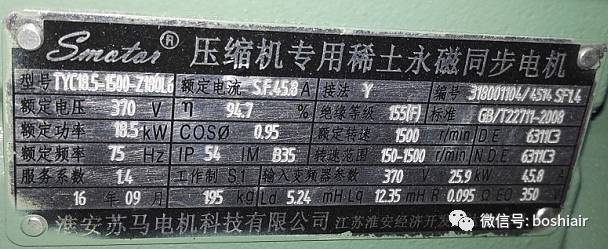 Smotor® 压缩机专用稀土永磁同步电机
型号 TYC18.5-1500-Z180L6 额定电流 SF:45.8 A 接法 Y 编号 318001104/4514 SF1.4
额定电压 370 V η 94.7 % 绝缘等级 155(F) 标准 GB/T22711-2008
额定功率 18.5 kW COSØ 0.95 额定转速 1500 r/min D.E 6311C3
额定频率 75 Hz IP 54 IM B35 转速范围 150-1500 r/min N.D.E 6311C3
服务系数 1.4 工作制 S1 输入变频器参数 370 V 25.9 kW 45.8 A
16 年 09 月 195 kg Ld 5.24 mH Lq 12.35 mH R 0.095 Ω E0 350
淮安苏马电机科技有限公司 江苏淮安经济开发
微信号: boshiair